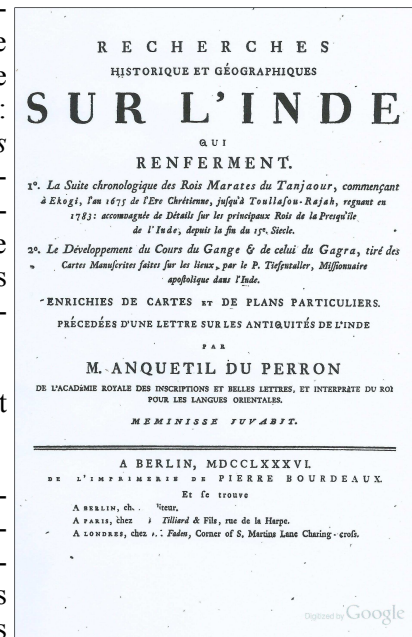 RECHERCHES
HISTORIQUE ET GÉOGRAPHIQUES
SUR L'INDE
QUI
RENFERMENT.
1°. La Suite chronologique des Rois Marates du Tanjaour, commençant
à Ekogi, l'an 1675 de l'Ere Chrétienne, jusqu'à Toullasou-Rajah, regnant en
1783: accompagnée de Détails sur les principaux Rois de la Presqu'ile
de l'Inde, depuis la fin du 15e. Siecle.
2°. Le Développement du Cours du Gange & de celui du Gagra, tiré des
Cartes Manuscrites faites sur les lieux, par le P. Tiefentaller, Missionnaire
apostolique dans l'Inde.
ENRICHIES DE CARTES ET DE PLANS PARTICULIERS.
PRÉCEDÉES D'UNE LETTRE SUR LES ANTIQUITÉS DE L'INDE
PAR
M. ANQUETIL DU PERRON
DE L'ACADÉMIE ROYALE DES INSCRIPTIONS ET BELLES LETTRES, ET INTERPRÈTE DU ROI
POUR LES LANGUES ORIENTALES.
MEMINISSE JUVABIT.
A BERLIN, MDCCLXXXVI.
DE L'IMPRIMERIE DE PIERRE BOURDEAUX.
Et se trouve
A BERLIN, ch.
A PARIS, chez Tilliard & Fils, rue de la Harpe.
A LONDRES, chez Faden, Corner of S. Martins Lane Charing-cross.
Digitized by Google